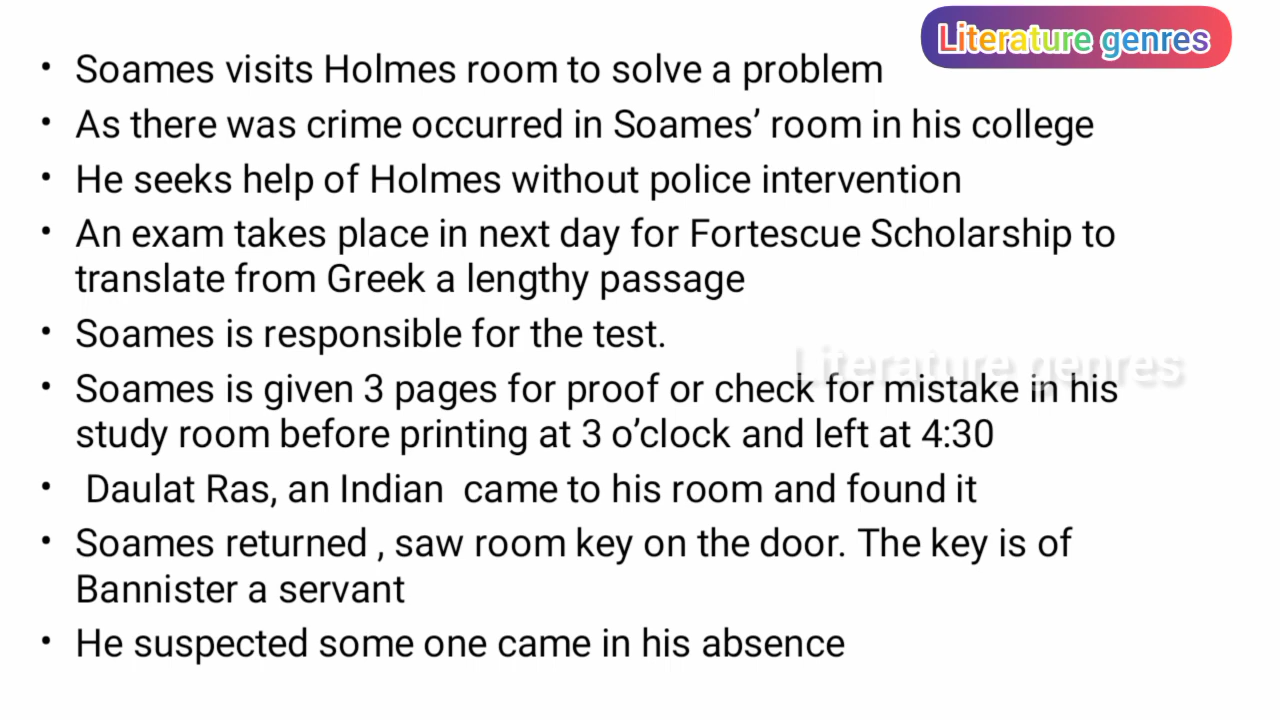 Literature genres
• Soames visits Holmes room to solve a problem
• As there was crime occurred in Soames’ room in his college
• He seeks help of Holmes without police intervention
• An exam takes place in next day for Fortescue Scholarship to
translate from Greek a lengthy passage
• Soames is responsible for the test.
Literature genres
• Soames is given 3 pages for proof or check for mistake in his
study room before printing at 3 o’clock and left at 4:30
• Daulat Ras, an Indian came to his room and found it
• Soames returned , saw room key on the door. The key is of
Bannister a servant
• He suspected some one came in his absence